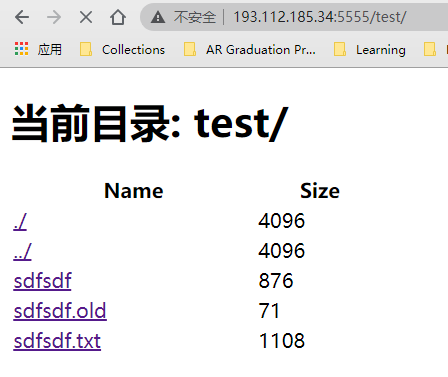 不安全 | 193.112.185.34:5555/test/
应用 Collections AR Graduation Pr... Learning
当前目录: test/
Name Size
./ 4096
../ 4096
sdfsdf 876
sdfsdf.old 71
sdfsdf.txt 1108